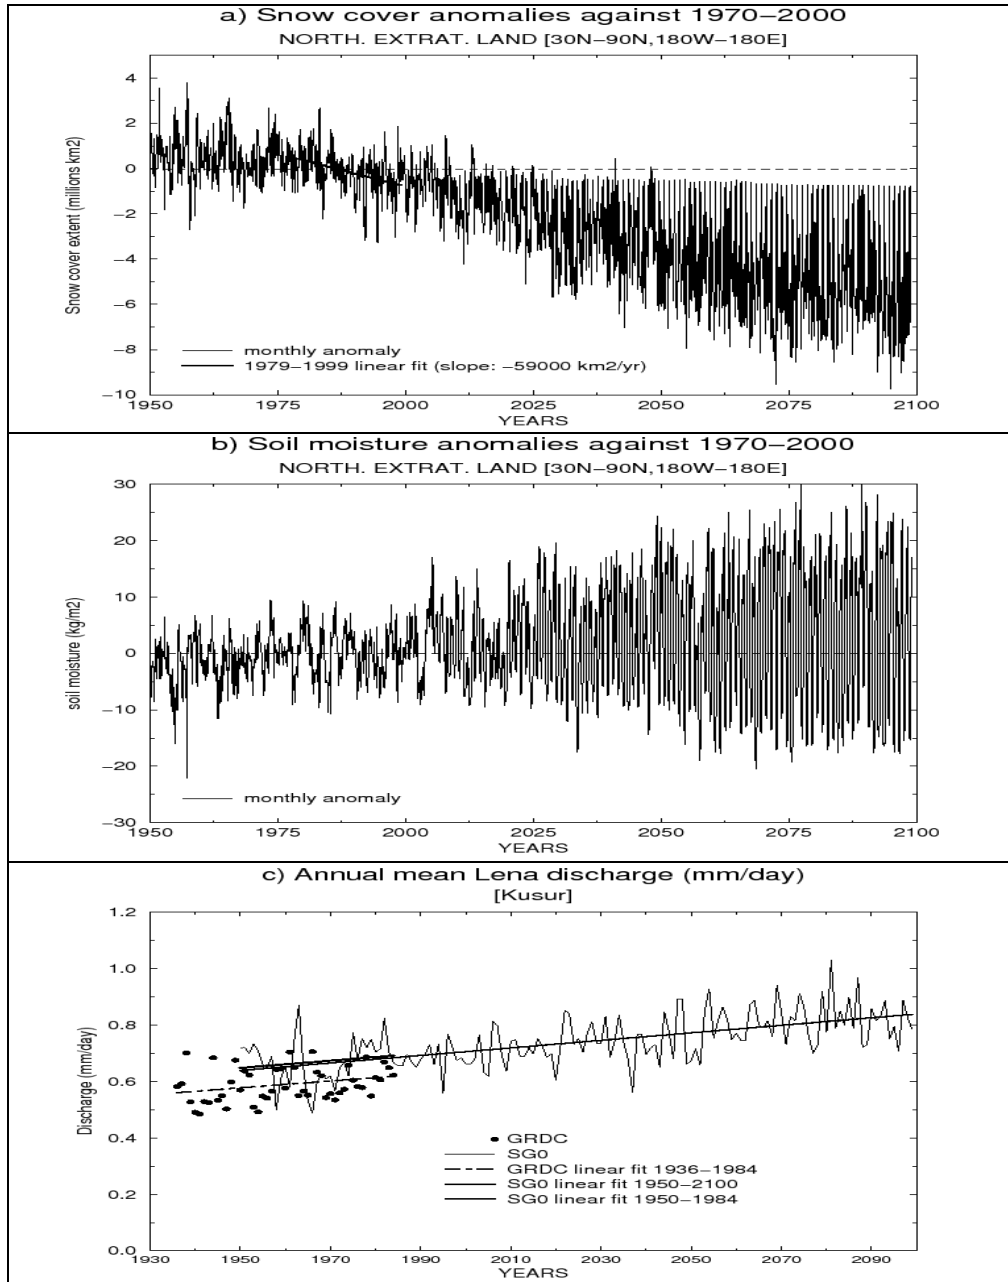 a) Snow cover anomalies against 1970−2000
NORTH. EXTRAT. LAND [30N−90N,180W−180E]
4
2
0
−2
−4
−6
−8
−10
Snow cover extent (millions km2)
monthly anomaly
1979−1999 linear fit (slope: −59000 km2/yr)
1950 1975 2000 2025 2050 2075 2100
YEARS
b) Soil moisture anomalies against 1970−2000
NORTH. EXTRAT. LAND [30N−90N,180W−180E]
30
20
10
0
−10
−20
−30
soil moisture (kg/m2)
monthly anomaly
1950 1975 2000 2025 2050 2075 2100
YEARS
c) Annual mean Lena discharge (mm/day)
[Kusur]
1.2
1.0
0.8
0.6
0.4
0.2
0.0
Discharge (mm/day)
GRDC
SG0
GRDC linear fit 1936−1984
SG0 linear fit 1950−2100
SG0 linear fit 1950−1984
1930 1950 1970 1990 2010 2030 2050 2070 2090
YEARS